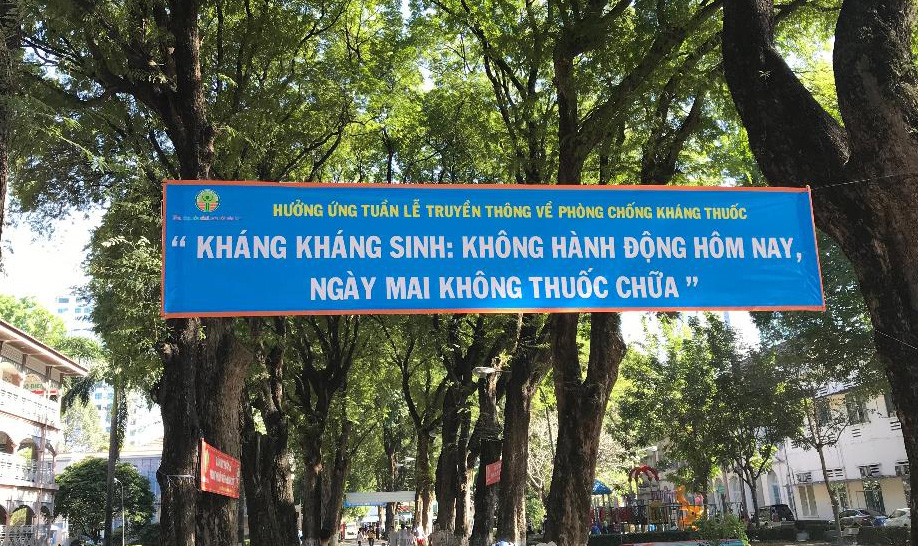 HƯỞNG ỨNG TUẦN LỄ TRUYỀN THÔNG VỀ PHÒNG CHỐNG KHÁNG THUỐC
“ KHÁNG KHÁNG SINH: KHÔNG HÀNH ĐỘNG HÔM NAY,
NGÀY MAI KHÔNG THUỐC CHỮA ”